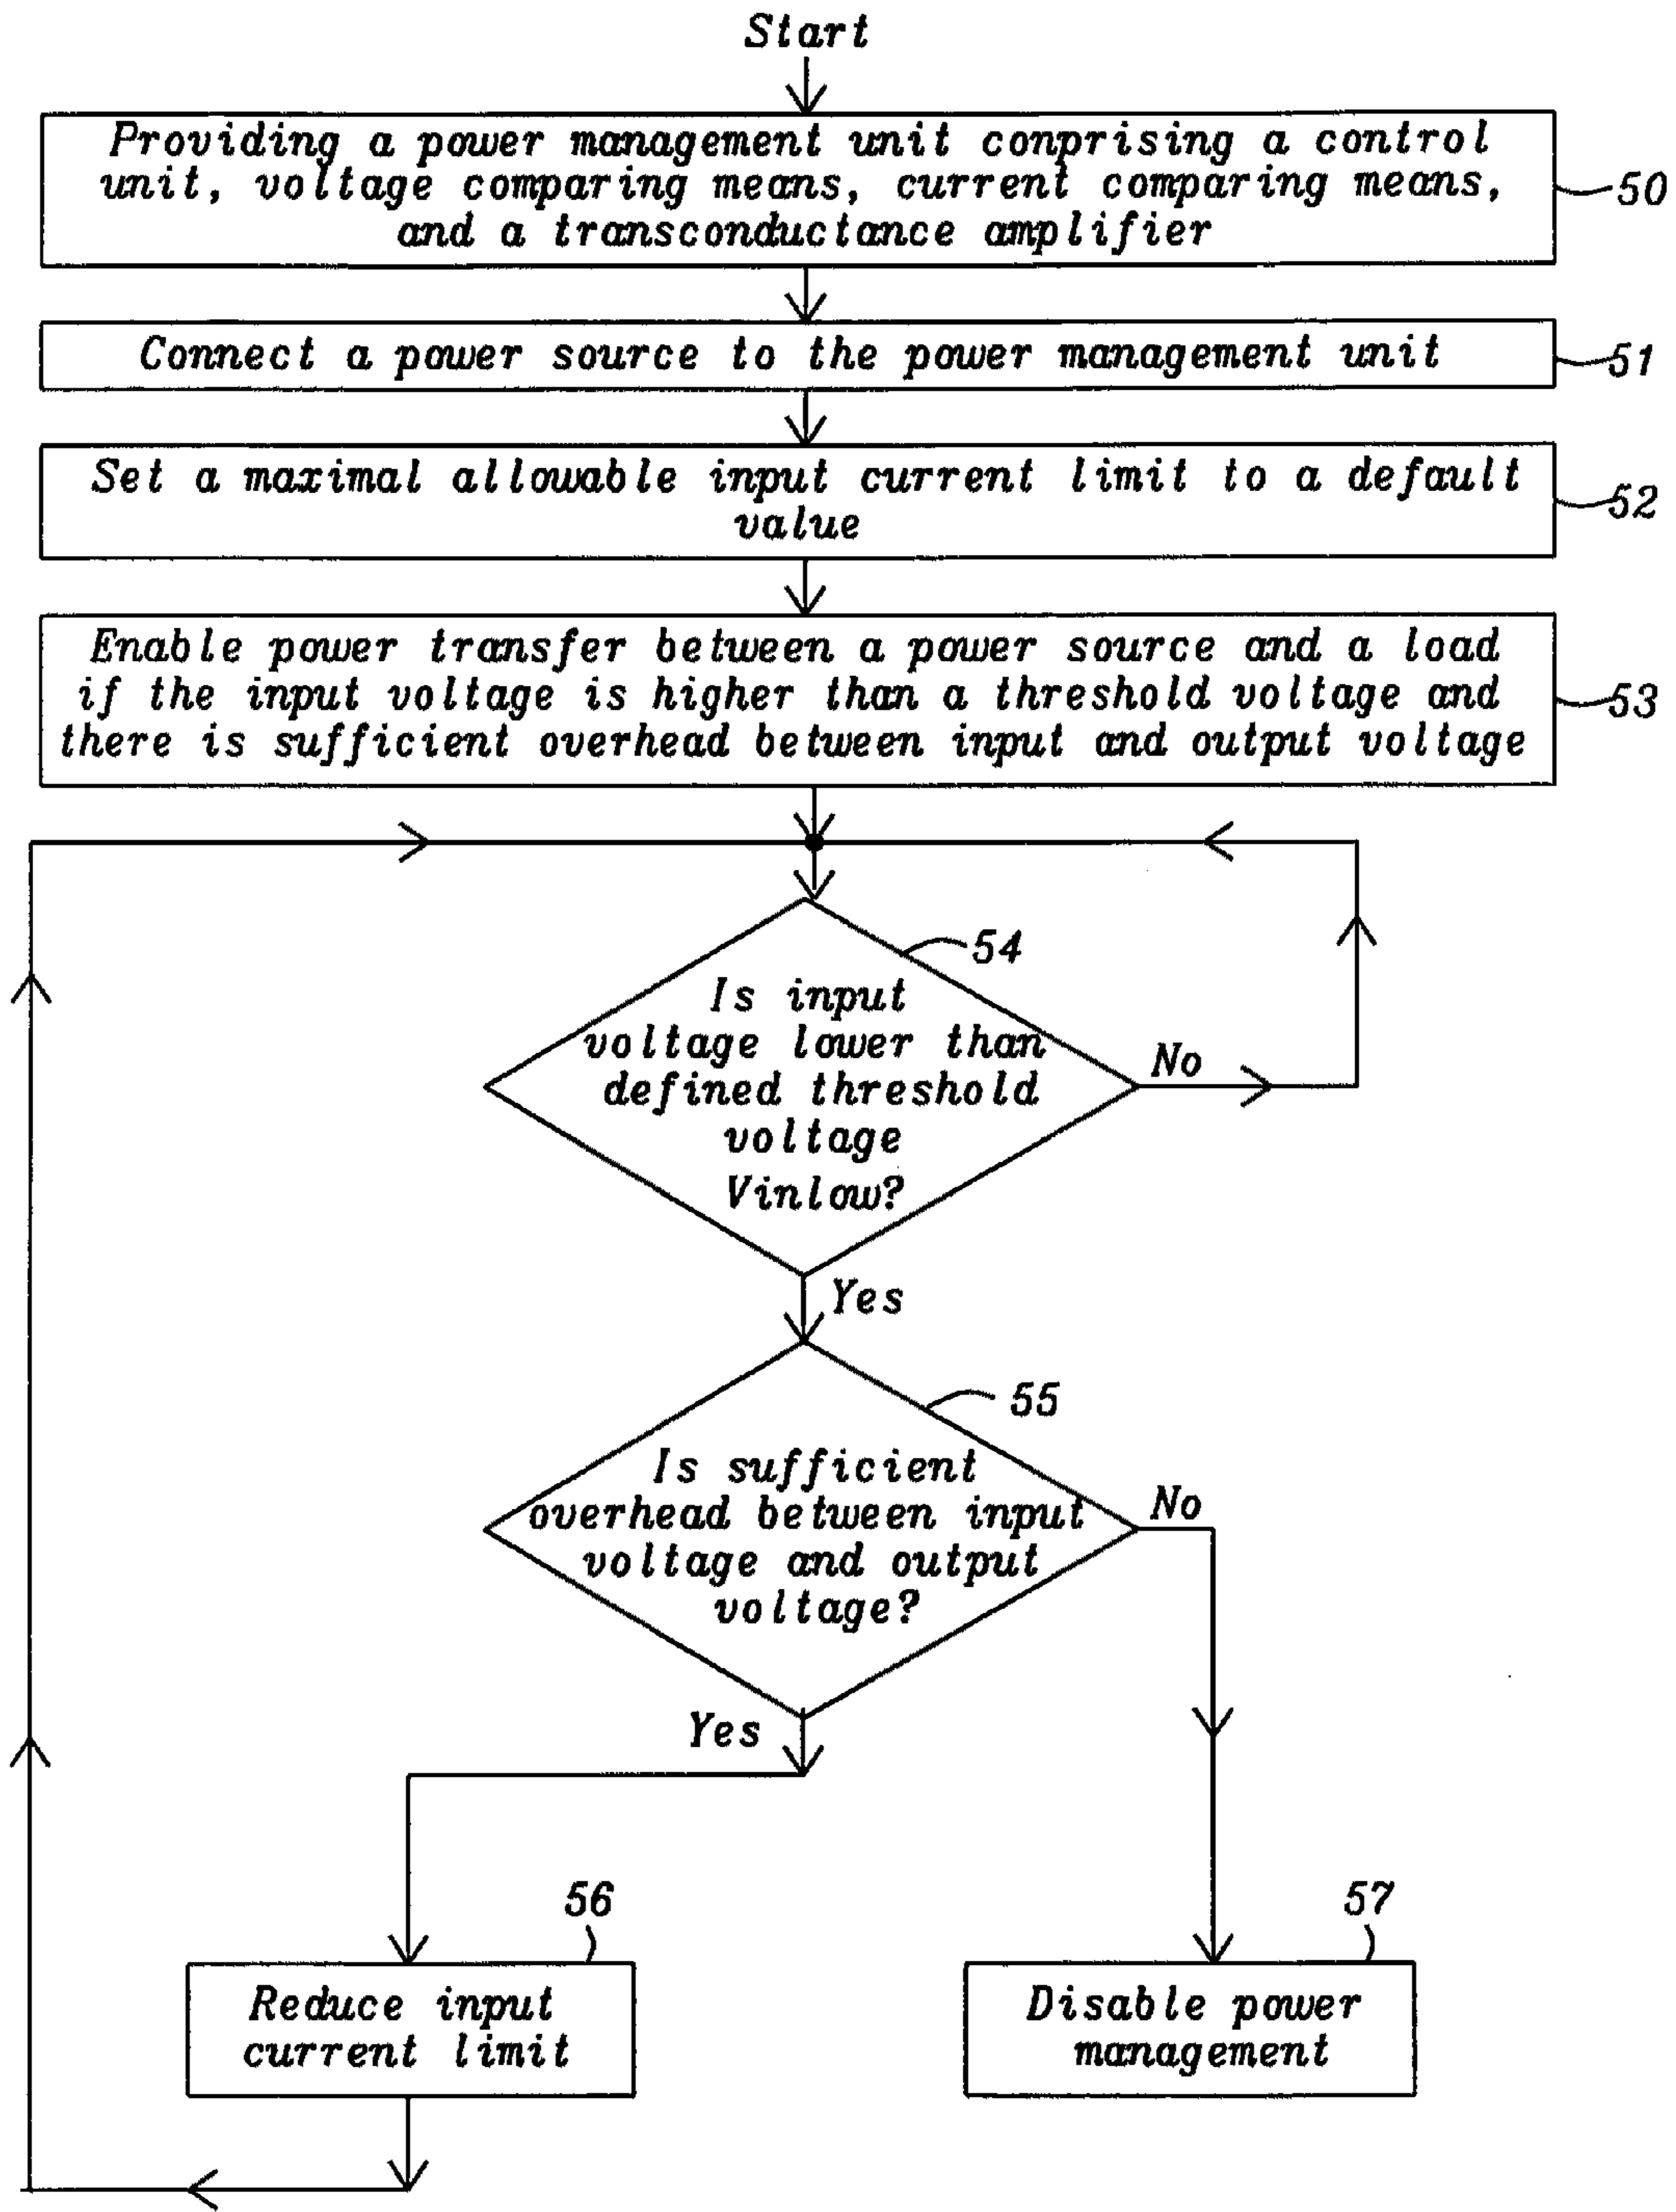 Start
Providing a power management unit conprising a control
unit, voltage comparing means, current comparing means,
and a transconductance amplifier
50
Connect a power source to the power management unit
51
Set a maximal allowable input current limit to a default
value
52
Enable power transfer between a power source and a load
if the input voltage is higher than a threshold voltage and
there is sufficient overhead between input and output voltage
53
54
Is input
voltage lower than
defined threshold
voltage
Vinlow?
No
Yes
55
Is sufficient
overhead between input
voltage and output
voltage?
No
Yes
56
Reduce input
current limit
57
Disable power
management